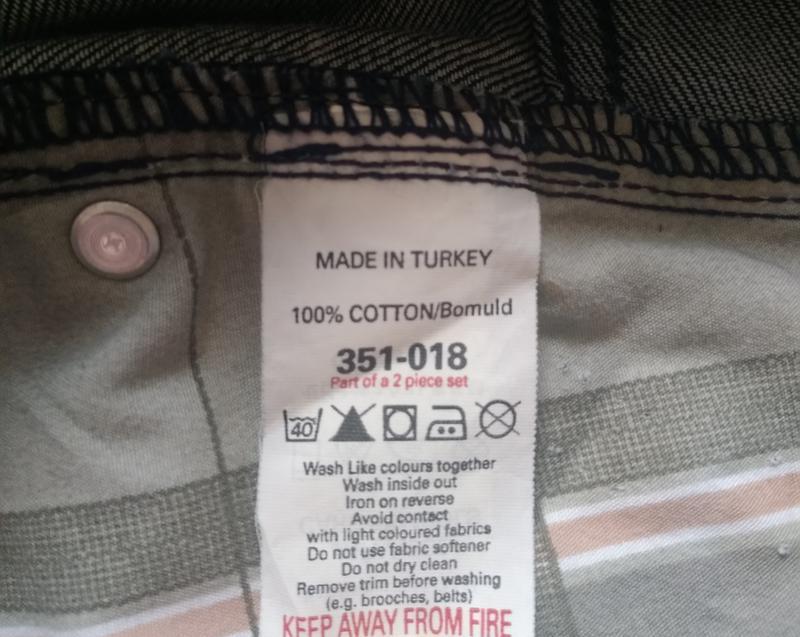 MADE IN TURKEY
100% COTTON/Bomuld
351-018
Part of a 2 piece set
40
Wash Like colours together
Wash inside out
Iron on reverse
Avoid contact
with light coloured fabrics
Do not use fabric softener
Do not dry clean
Remove trim before washing
(e.g. brooches, belts)
KEEP AWAY FROM FIRE